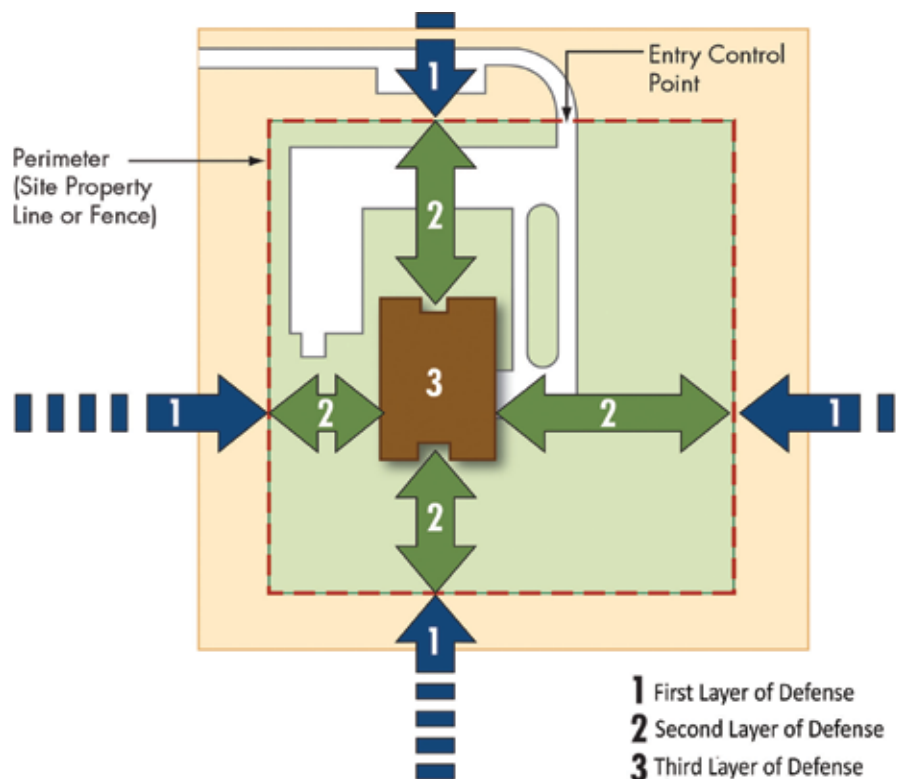 1
Entry Control
Point
Perimeter
(Site Property
Line or Fence)
2
3
1
2
2
1
2
1
1 First Layer of Defense
2 Second Layer of Defense
3 Third Layer of Defense